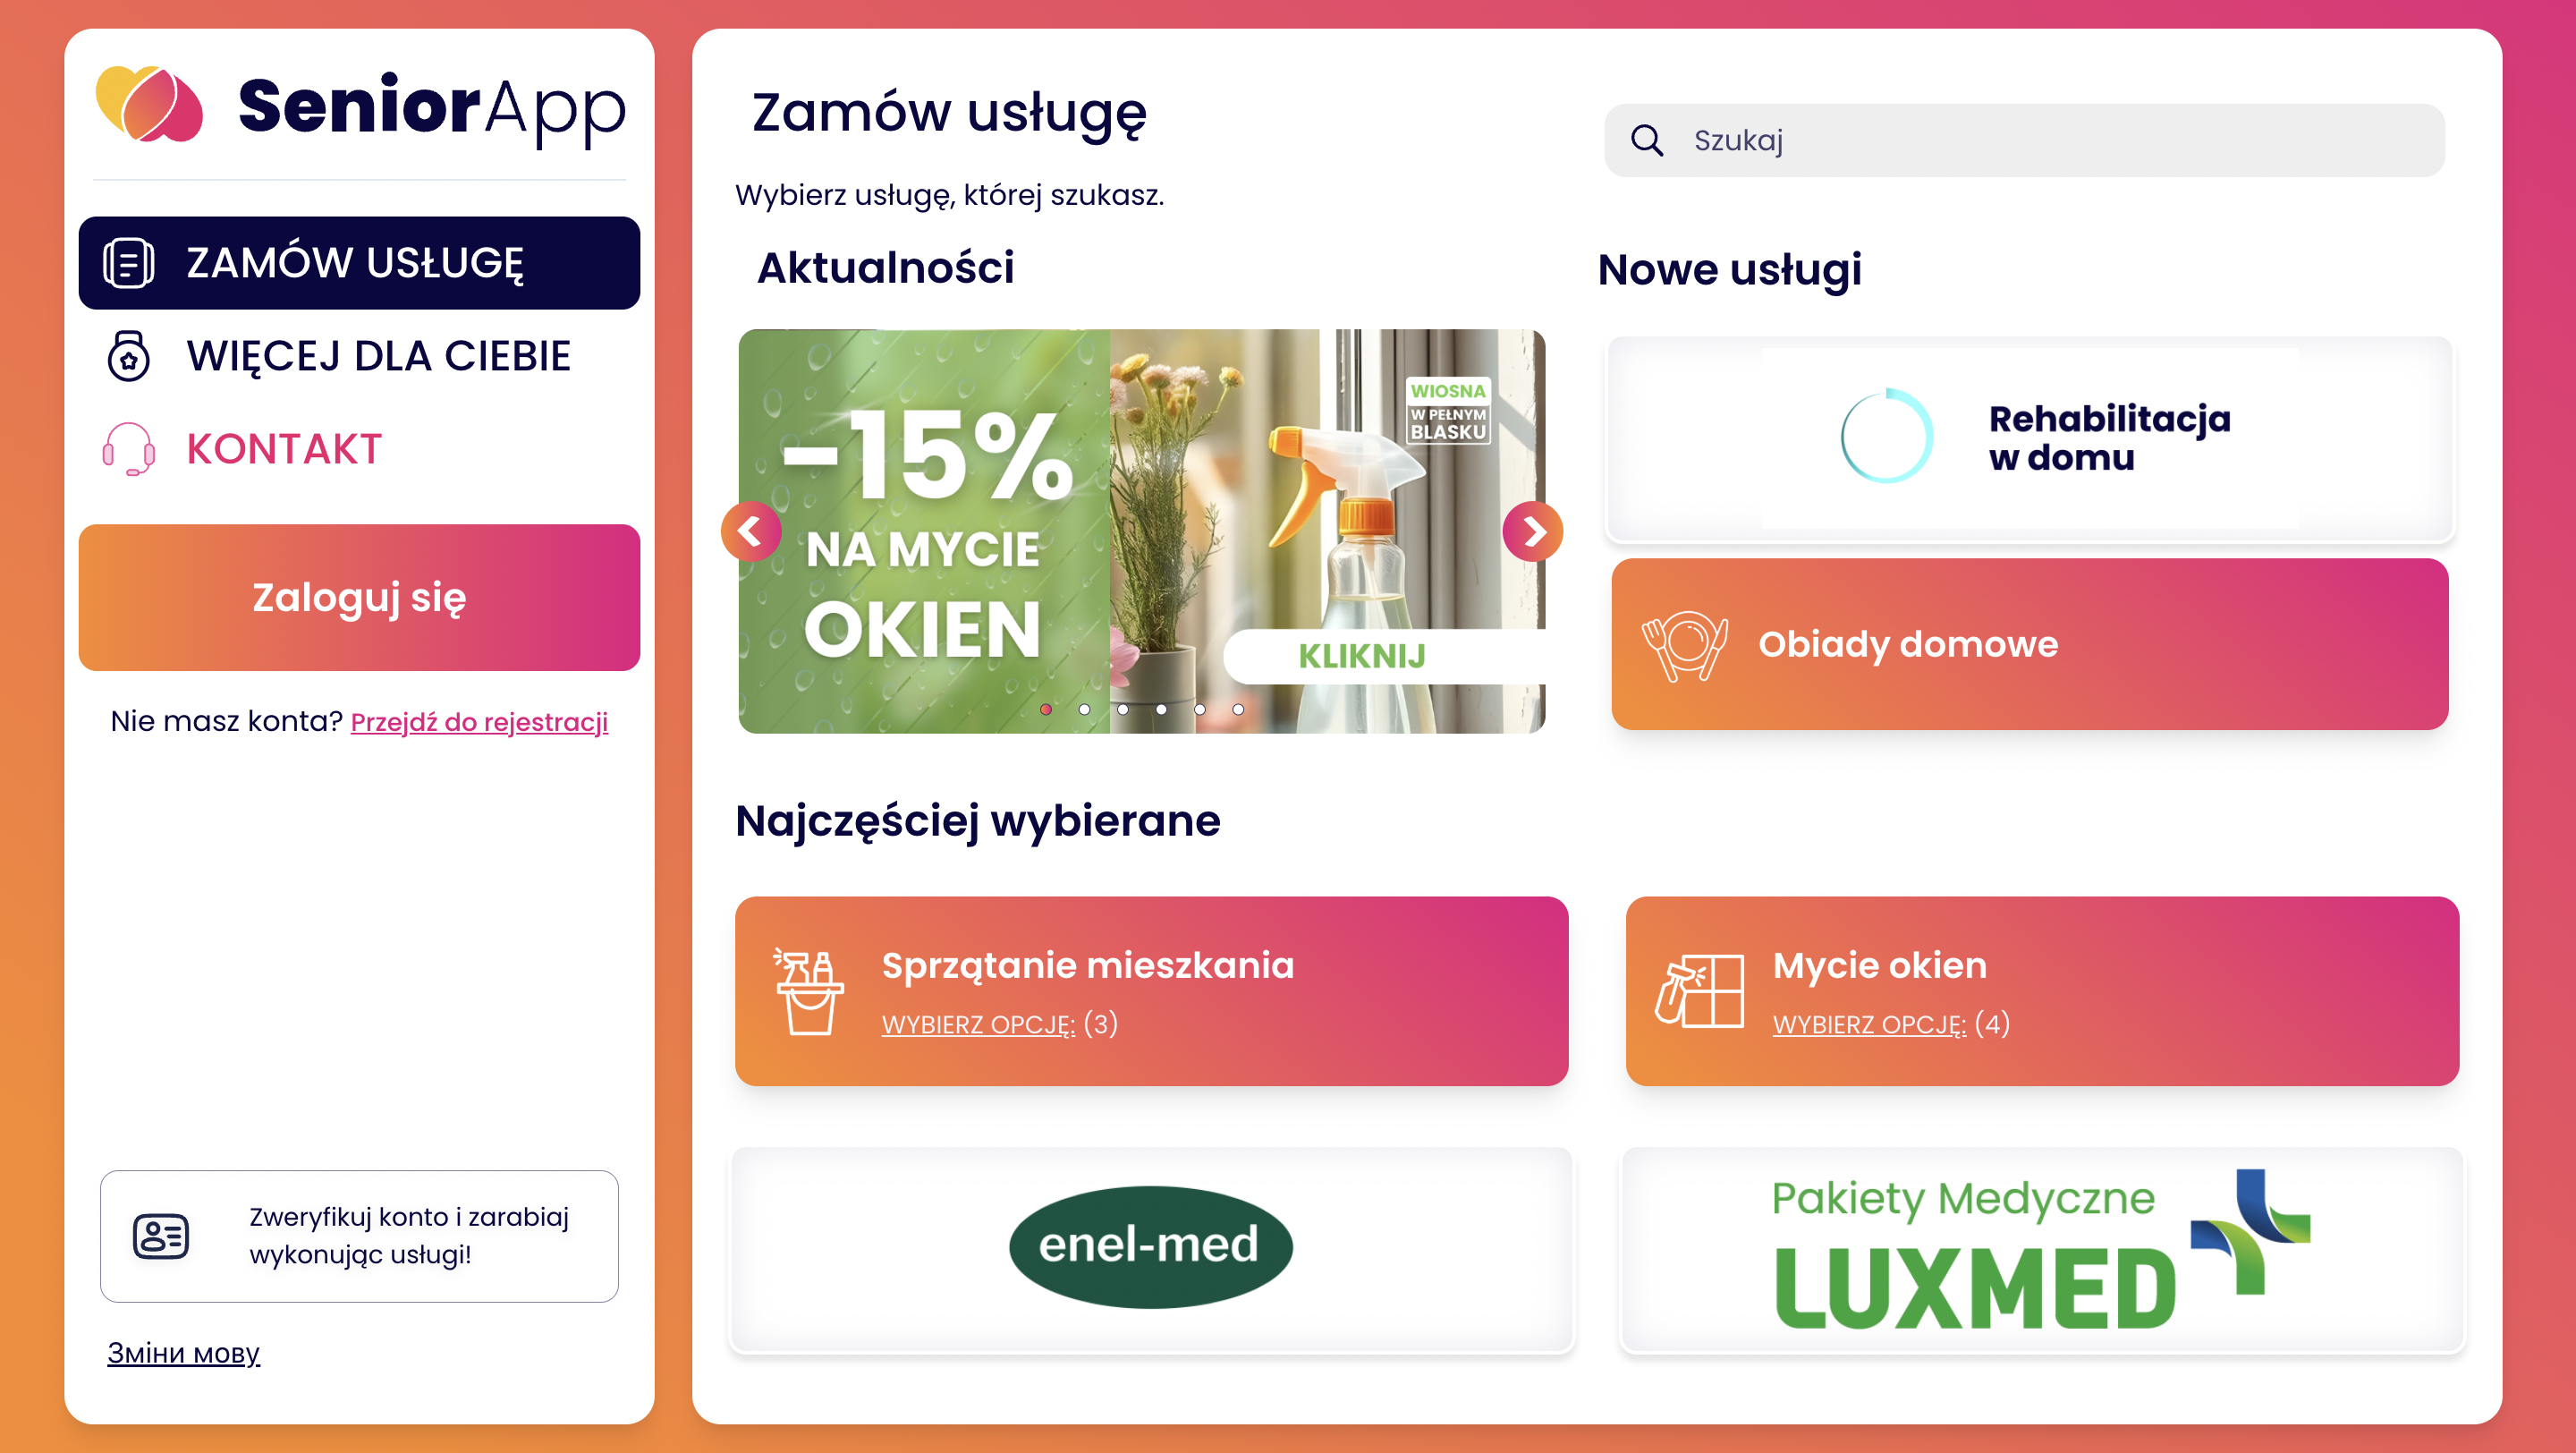 SeniorApp
ZAMÓW USŁUGĘ
WIĘCEJ DLA CIEBIE
KONTAKT
Zaloguj się
Nie masz konta? Przejdź do rejestracji
Zweryfikuj konto i zarabiaj
wykonując usługi!
Зміни мову
Zamów usługę
Szukaj
Wybierz usługę, której szukasz.
Aktualności
-15%
NA MYCIE
OKIEN
WIOSNA
W PEŁNYM
BLASKU
KLIKNIJ
Nowe usługi
Rehabilitacja
w domu
Obiady domowe
Najczęściej wybierane
Sprzątanie mieszkania
WYBIERZ OPCJĘ: (3)
Mycie okien
WYBIERZ OPCJĘ: (4)
enel-med
Pakiety Medyczne
LUXMED